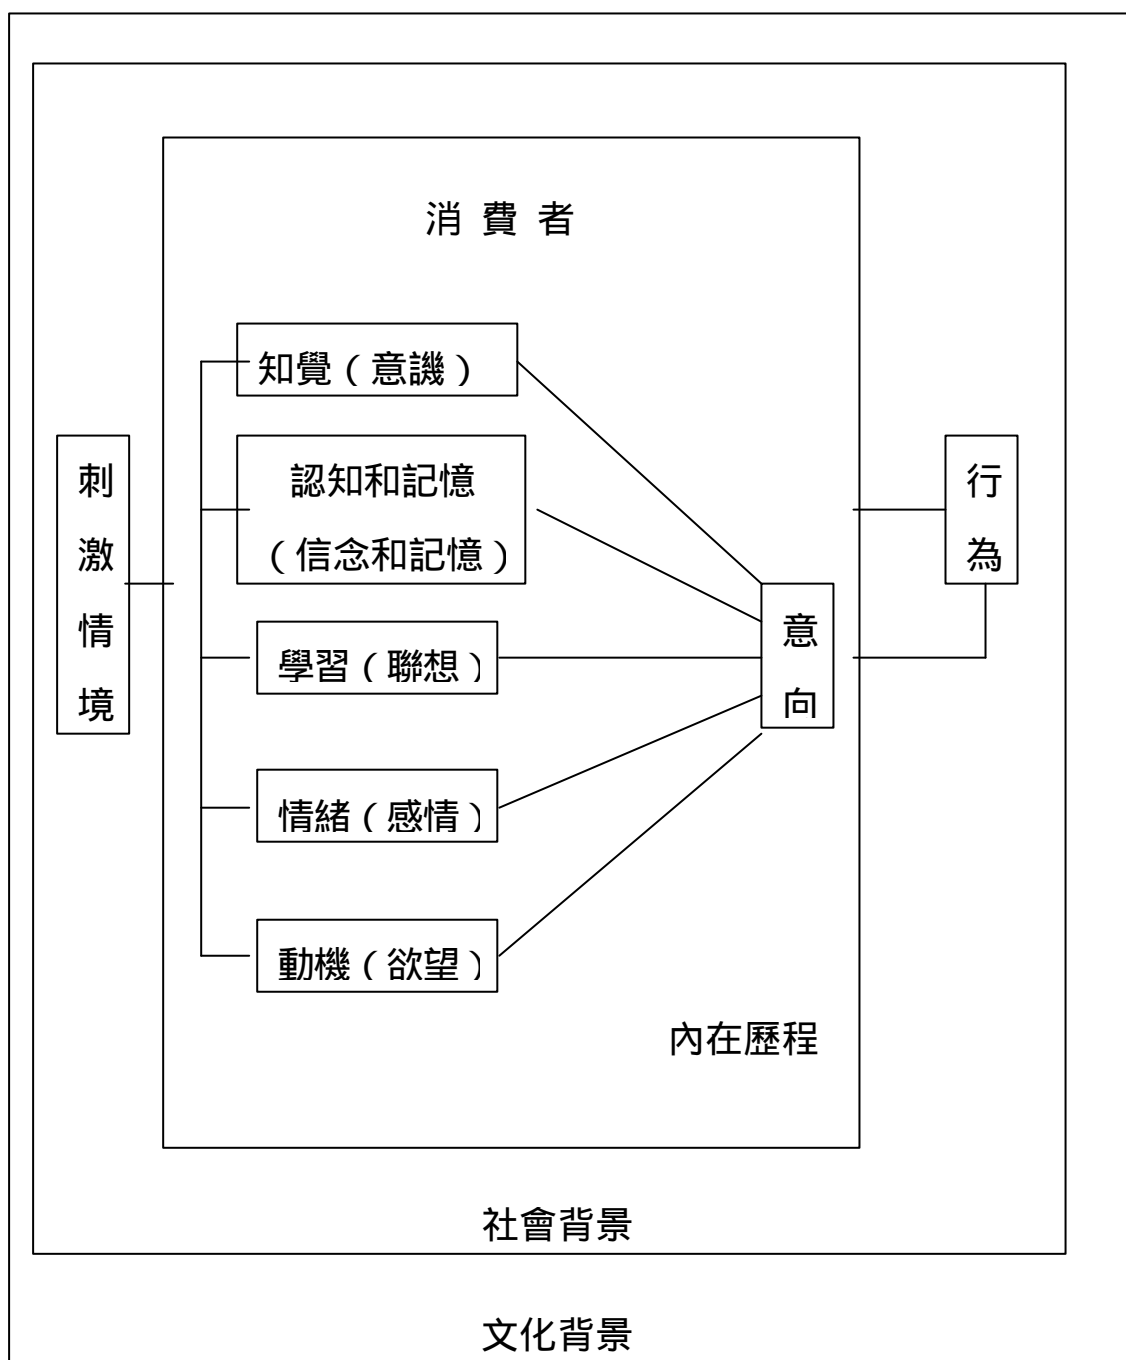 消 費 者
知覺（意譏）
認知和記憶
（信念和記憶）
學習（聯想）
情緒（感情）
動機（欲望）
刺激情境
意向
行為
內在歷程
社會背景
文化背景